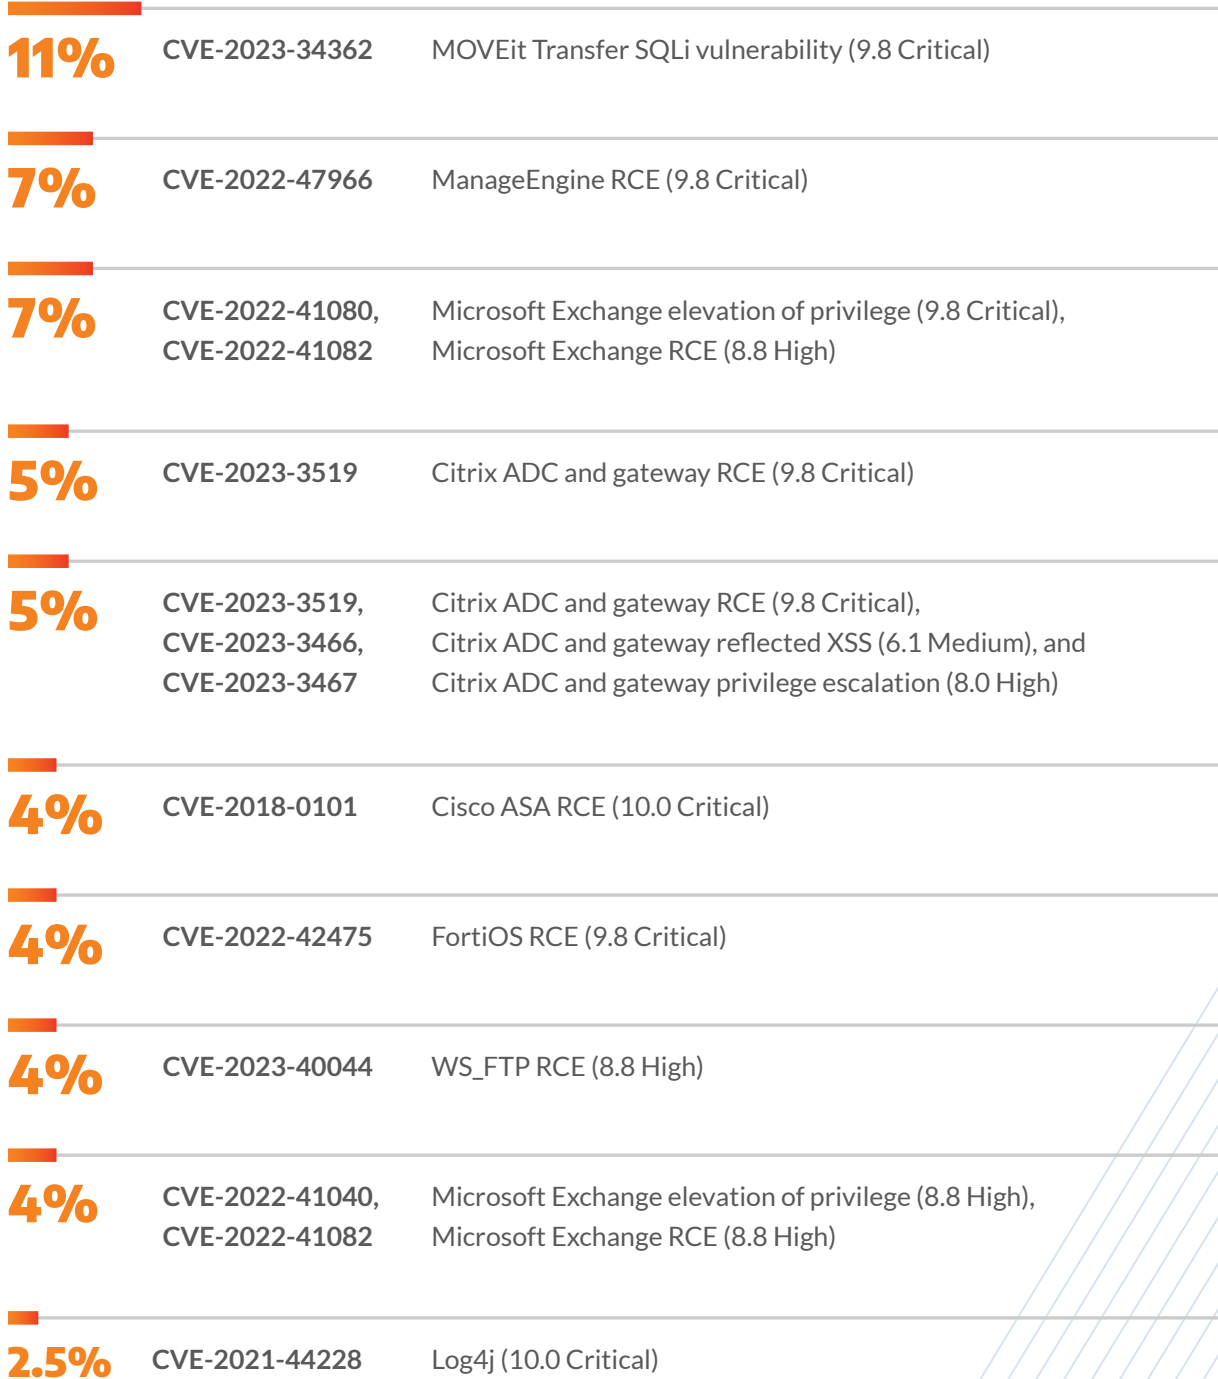 11% CVE-2023-34362 MOVEit Transfer SQLi vulnerability (9.8 Critical)
7% CVE-2022-47966 ManageEngine RCE (9.8 Critical)
7% CVE-2022-41080, Microsoft Exchange elevation of privilege (9.8 Critical),
CVE-2022-41082 Microsoft Exchange RCE (8.8 High)
5% CVE-2023-3519 Citrix ADC and gateway RCE (9.8 Critical)
5% CVE-2023-3519, Citrix ADC and gateway RCE (9.8 Critical),
CVE-2023-3466, Citrix ADC and gateway reflected XSS (6.1 Medium), and
CVE-2023-3467 Citrix ADC and gateway privilege escalation (8.0 High)
4% CVE-2018-0101 Cisco ASA RCE (10.0 Critical)
4% CVE-2022-42475 FortiOS RCE (9.8 Critical)
4% CVE-2023-40044 WS_FTP RCE (8.8 High)
4% CVE-2022-41040, Microsoft Exchange elevation of privilege (8.8 High),
CVE-2022-41082 Microsoft Exchange RCE (8.8 High)
2.5% CVE-2021-44228 Log4j (10.0 Critical)